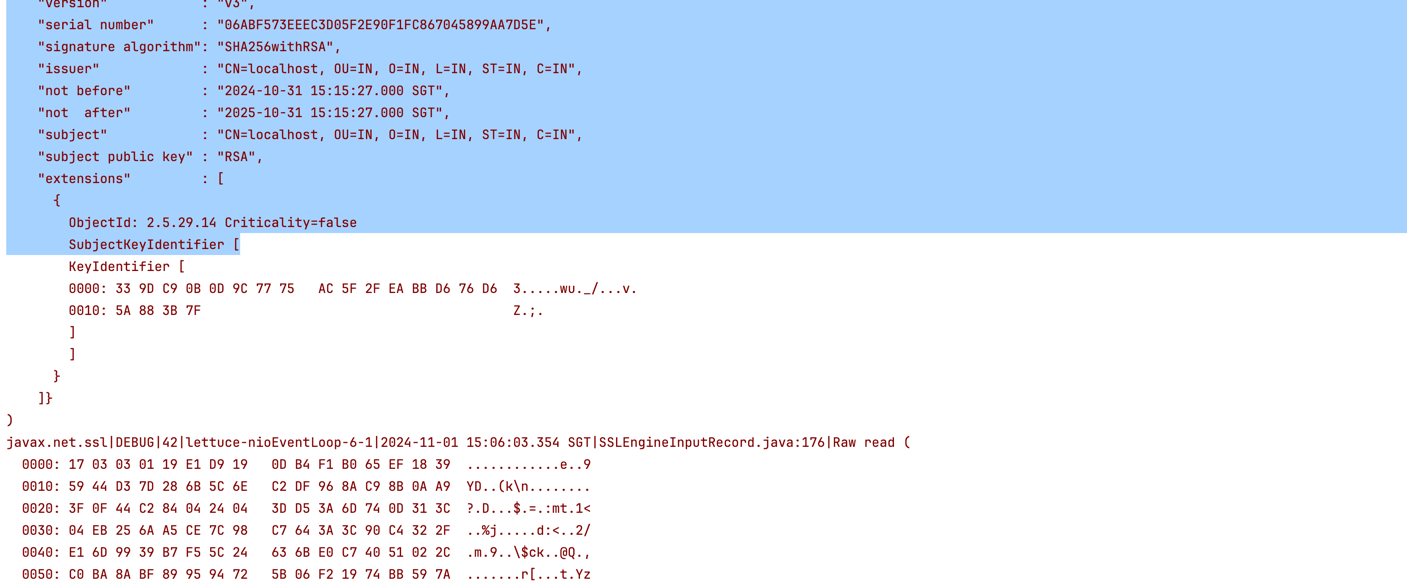 "version"            : "v3",
"serial number"      : "06ABF573EEEC3D05F2E90F1FC867045899AA7D5E",
"signature algorithm": "SHA256withRSA",
"issuer"             : "CN=localhost, OU=IN, O=IN, L=IN, ST=IN, C=IN",
"not before"         : "2024-10-31 15:15:27.000 SGT",
"not  after"         : "2025-10-31 15:15:27.000 SGT",
"subject"            : "CN=localhost, OU=IN, O=IN, L=IN, ST=IN, C=IN",
"subject public key" : "RSA",
"extensions"         : [
{
ObjectId: 2.5.29.14 Criticality=false
SubjectKeyIdentifier [
KeyIdentifier [
0000: 33 9D C9 0B 0D 9C 77 75   AC 5F 2F EA BB D6 76 D6  3.....wu._/...v.
0010: 5A 88 3B 7F                                        Z.;.
]
]
}
]}
)
javax.net.ssl|DEBUG|42|lettuce-nioEventLoop-6-1|2024-11-01 15:06:03.354 SGT|SSLEngineInputRecord.java:176|Raw read (
0000: 17 03 03 01 19 E1 D9 19   0D B4 F1 B0 65 EF 18 39  ............e..9
0010: 59 44 D3 7D 28 6B 5C 6E   C2 DF 96 8A C9 8B 0A A9  YD..(k\n........
0020: 3F 0F 44 C2 84 04 24 04   3D D5 3A 6D 74 0D 31 3C  ?.D...$.=.:mt.1<
0030: 04 EB 25 6A A5 CE 7C 98   C7 64 3A 3C 90 C4 32 2F  ..%j.....d:<..2/
0040: E1 6D 99 39 B7 F5 5C 24   63 6B E0 C7 40 51 02 2C  .m.9..\$ck..@Q.,
0050: C0 BA 8A BF 89 95 94 72   5B 06 F2 19 74 BB 59 7A  .......r[...t.Yz